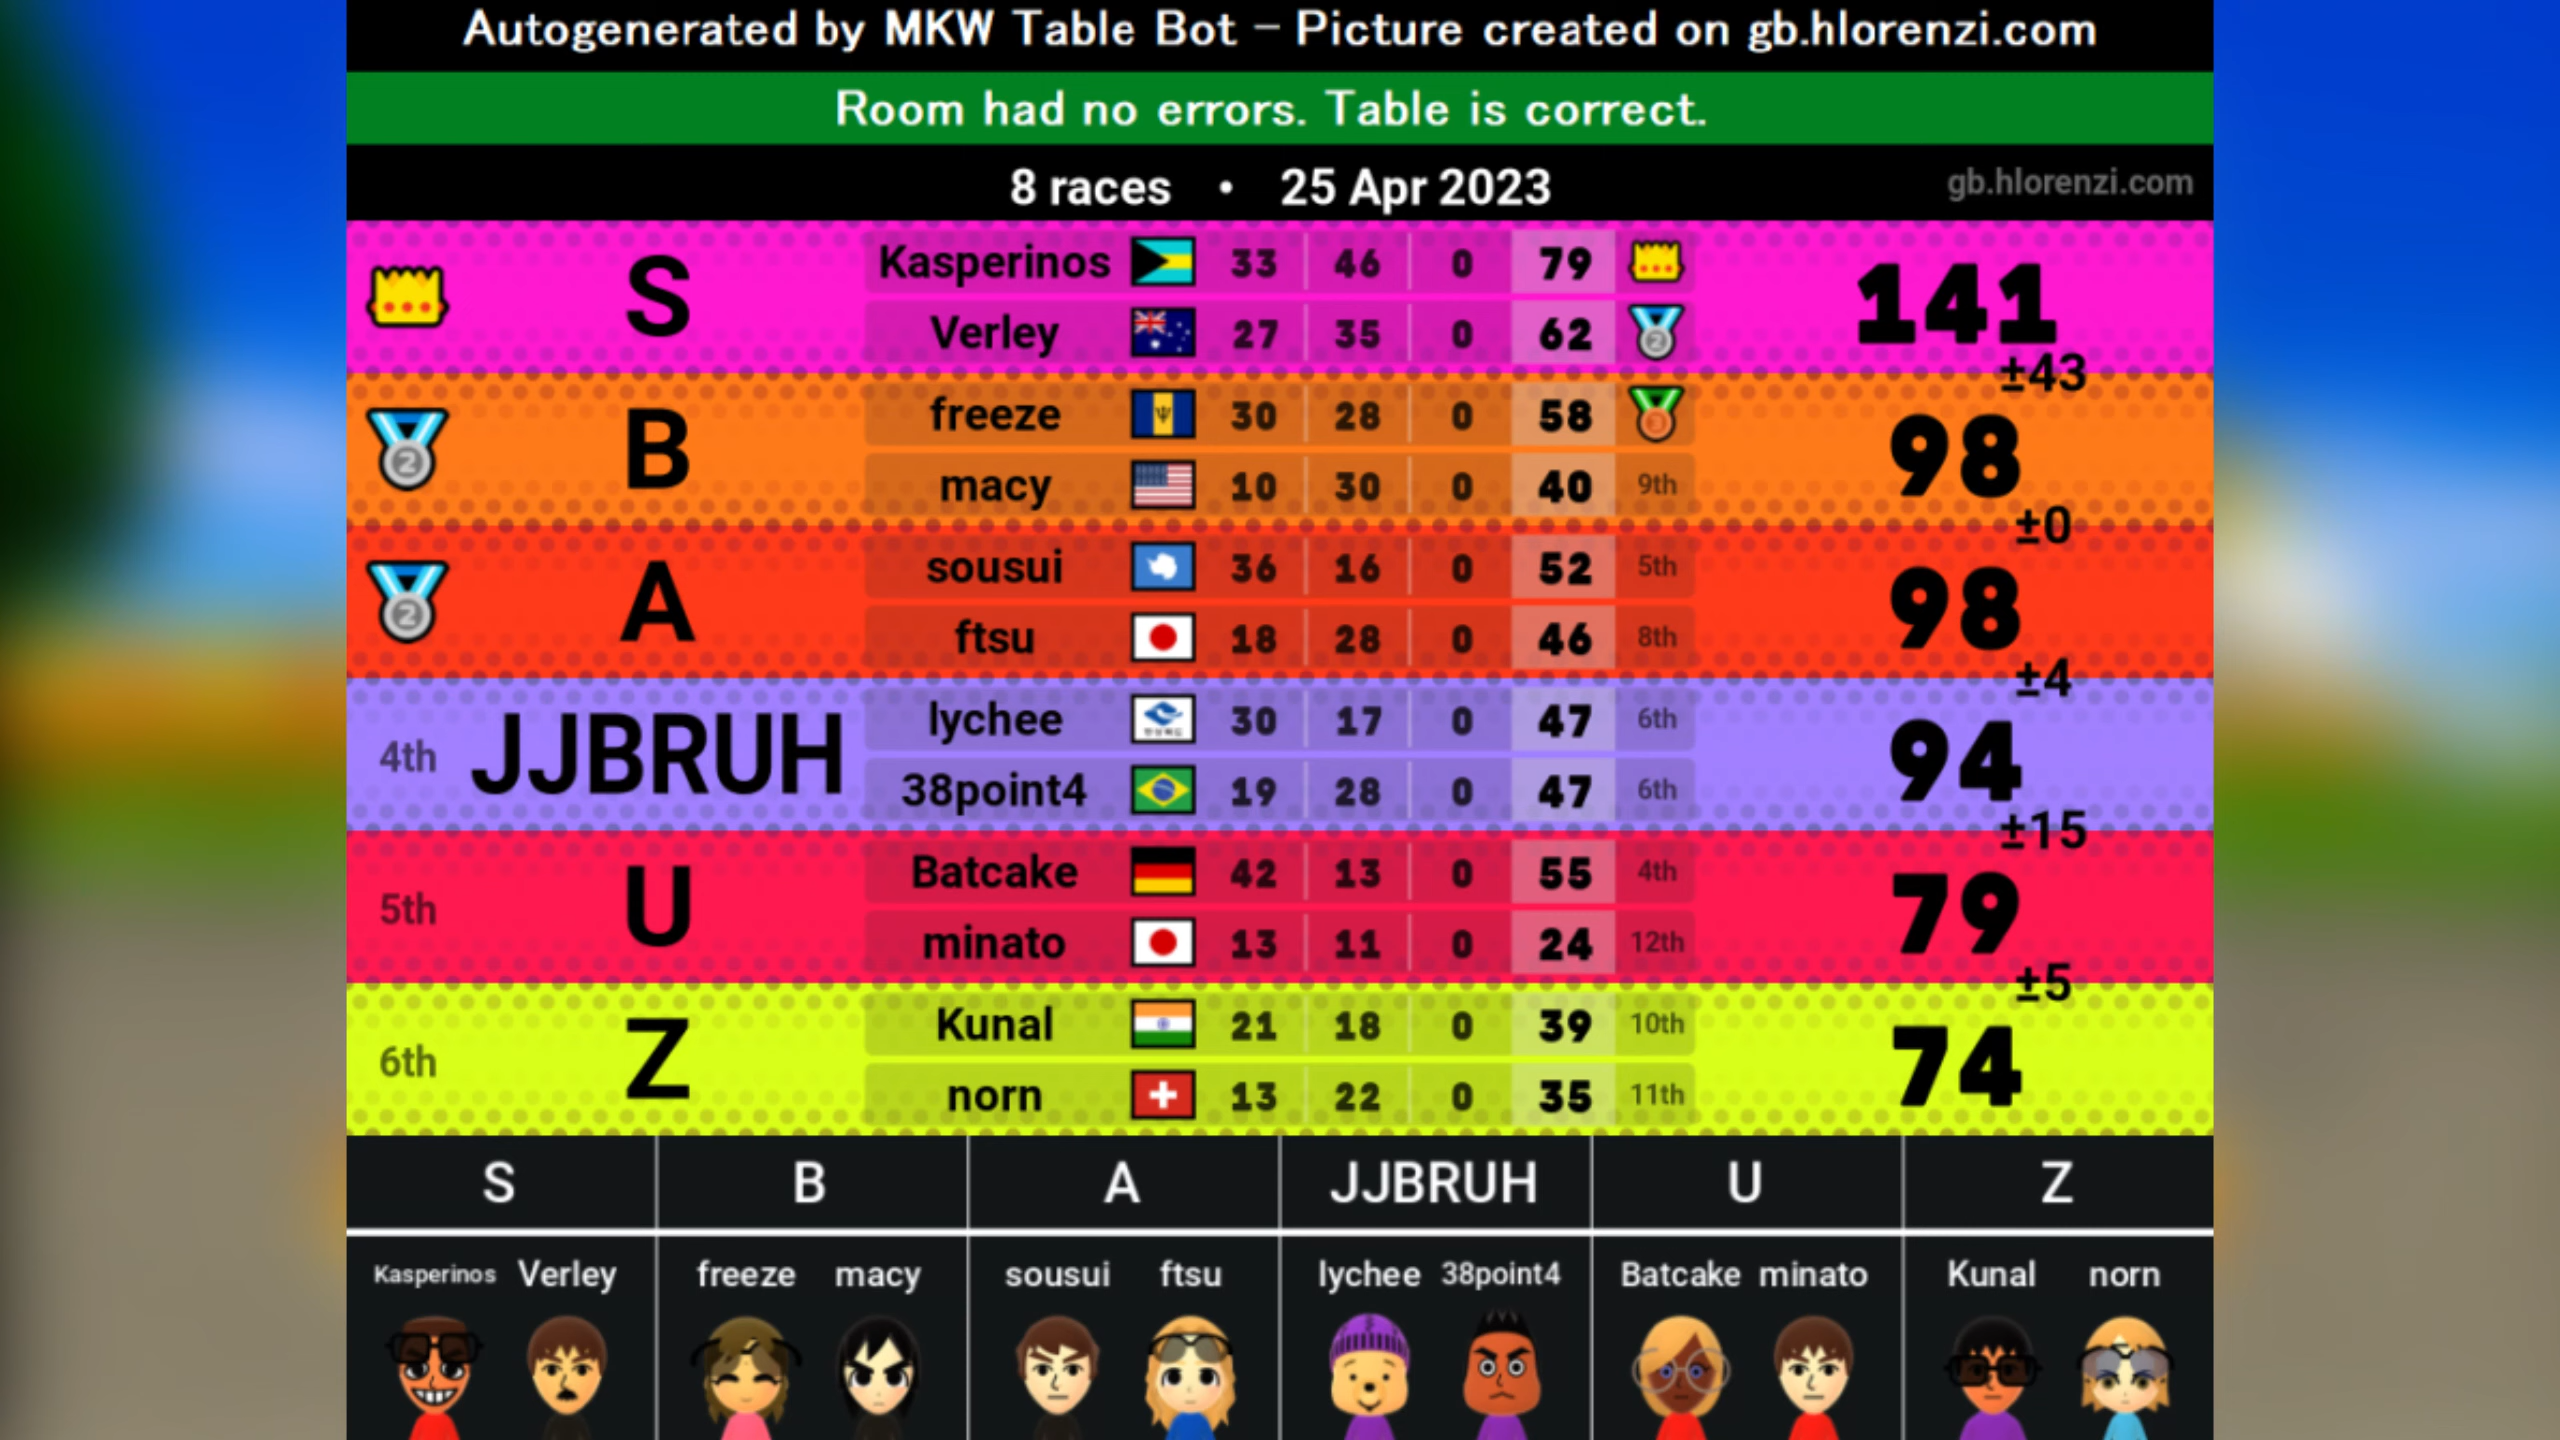 Autogenerated by MKW Table Bot – Picture created on gb.hlorenzi.com
Room had no errors. Table is correct.
8 races • 25 Apr 2023 gb.hlorenzi.com
S
Kasperinos 33 46 0 79
Verley 27 35 0 62 2
141
±43
2 B
freeze 30 28 0 58 3
macy 10 30 0 40 9th
98
±0
2 A
sousui 36 16 0 52 5th
ftsu 18 28 0 46 8th
98
±4
4th JJBRUH
lychee 30 17 0 47 6th
38point4 19 28 0 47 6th
94
±15
5th U
Batcake 42 13 0 55 4th
minato 13 11 0 24 12th
79
±5
6th Z
Kunal 21 18 0 39 10th
norn 13 22 0 35 11th
74
S B A JJBRUH U Z
Kasperinos Verley freeze macy sousui ftsu lychee 38point4 Batcake minato Kunal norn